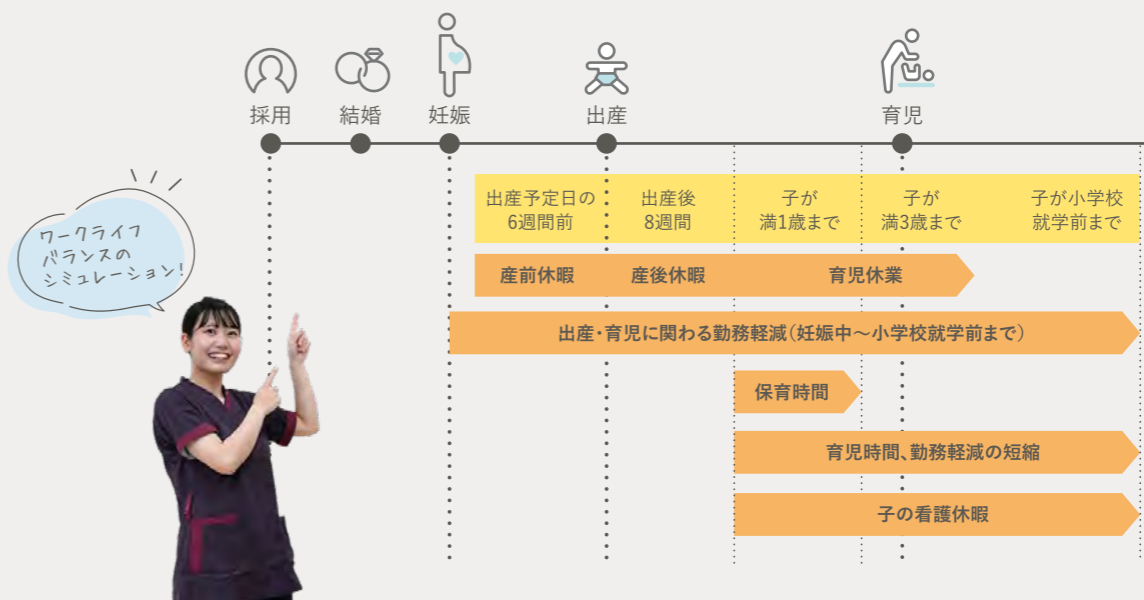 採用
結婚
妊娠
出産
育児
ワークライフ
バランスの
シミュレーション!
出産予定日の
6週間前
出産後
8週間
子が
満1歳まで
子が
満3歳まで
子が小学校
就学前まで
産前休暇
産後休暇
育児休業
出産・育児に関わる勤務軽減(妊娠中〜小学校就学前まで)
保育時間
育児時間、勤務軽減の短縮
子の看護休暇